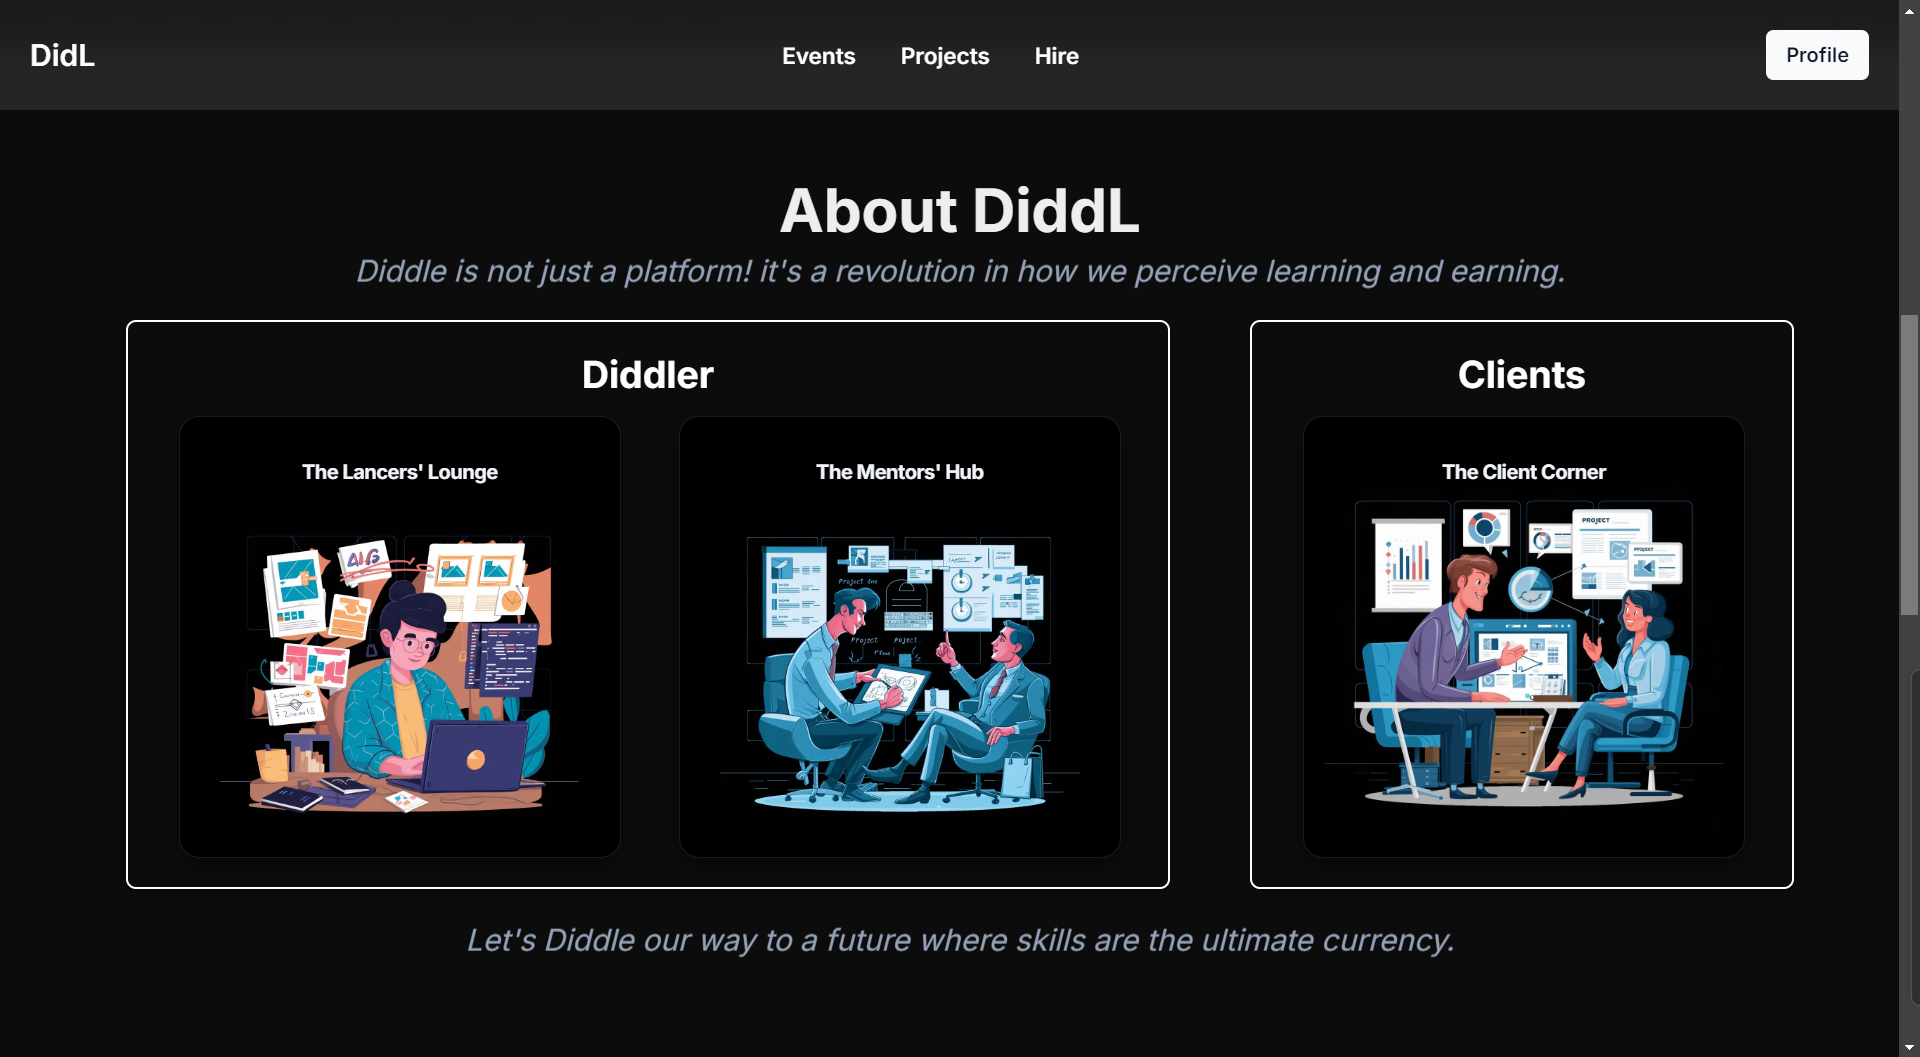 DidL
Events Projects Hire
Profile
About DiddL
Diddle is not just a platform! it's a revolution in how we perceive learning and earning.
Diddler
Clients
The Lancers' Lounge
The Mentors' Hub
The Client Corner
Project
PROJECT
PROJECT
Let's Diddle our way to a future where skills are the ultimate currency.